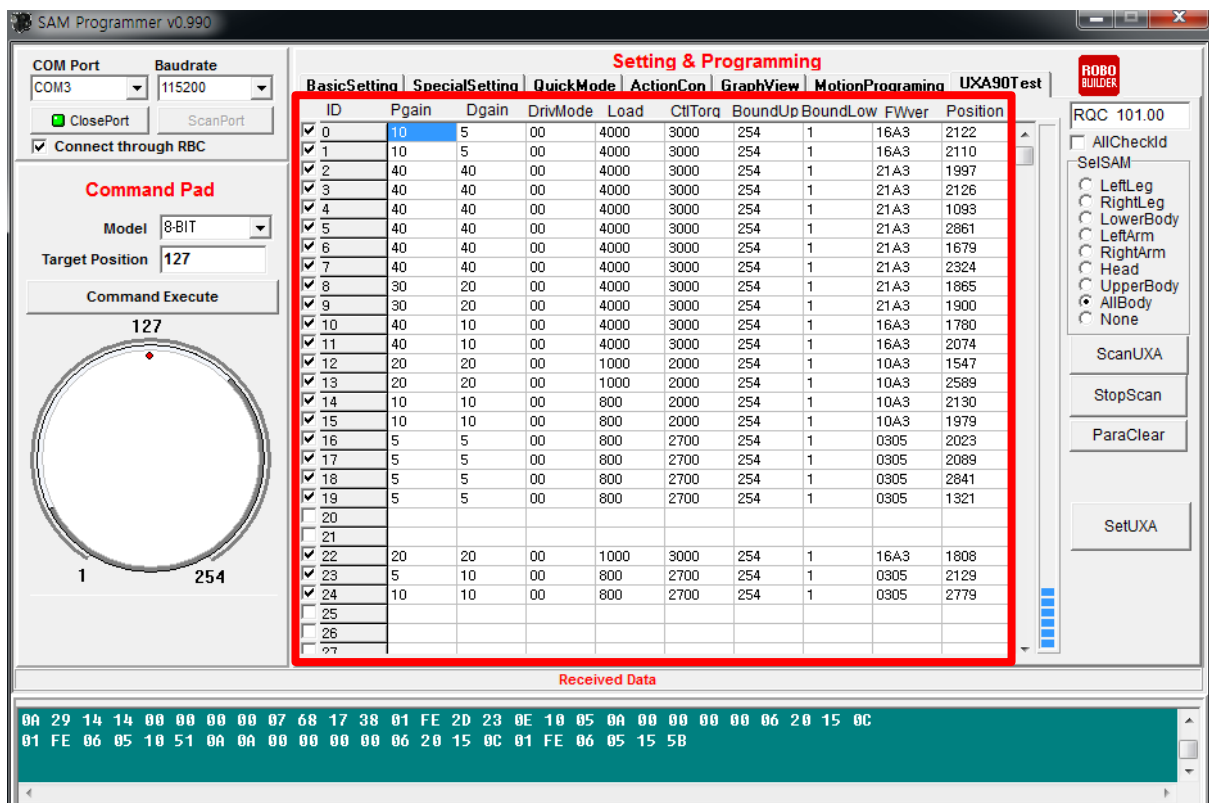 SAM Programmer v0.990
COM Port Baudrate
COM3 115200
ClosePort ScanPort
Connect through RBC
Command Pad
Model 8-BIT
Target Position 127
Command Execute
127
1 254
Setting & Programming
BasicSetting SpecialSetting QuickMode ActionCon GraphView MotionPrograming UXA90Test
ID Pgain Dgain DrivMode Load CtlTorq BoundUp BoundLow FWver Position
0 10 5 00 4000 3000 254 1 16A3 2122
1 10 5 00 4000 3000 254 1 16A3 2110
2 40 40 00 4000 3000 254 1 21A3 1997
3 40 40 00 4000 3000 254 1 21A3 2126
4 40 40 00 4000 3000 254 1 21A3 1093
5 40 40 00 4000 3000 254 1 21A3 2861
6 40 40 00 4000 3000 254 1 21A3 1679
7 40 40 00 4000 3000 254 1 21A3 2324
8 30 20 00 4000 3000 254 1 21A3 1865
9 30 20 00 4000 3000 254 1 21A3 1900
10 40 10 00 4000 3000 254 1 16A3 1780
11 40 10 00 4000 3000 254 1 16A3 2074
12 20 20 00 1000 2000 254 1 10A3 1547
13 20 20 00 1000 2000 254 1 10A3 2589
14 10 10 00 800 2000 254 1 10A3 2130
15 10 10 00 800 2000 254 1 10A3 1979
16 5 5 00 800 2700 254 1 0305 2023
17 5 5 00 800 2700 254 1 0305 2089
18 5 5 00 800 2700 254 1 0305 2841
19 5 5 00 800 2700 254 1 0305 1321
20
21
22 20 20 00 1000 3000 254 1 16A3 1808
23 5 10 00 800 2700 254 1 0305 2129
24 10 10 00 800 2700 254 1 0305 2779
25
26
27
ROBO
BUILDER
RQC 101.00
AllCheckId
SelSAM
LeftLeg
RightLeg
LowerBody
LeftArm
RightArm
Head
UpperBody
AllBody
None
ScanUXA
StopScan
ParaClear
SetUXA
Received Data
0A 29 14 14 00 00 00 00 07 68 17 38 01 FE 2D 23 0E 10 05 0A 00 00 00 00 06 20 15 0C
01 FE 06 05 10 51 0A 0A 00 00 00 00 06 20 15 0C 01 FE 06 05 15 5B